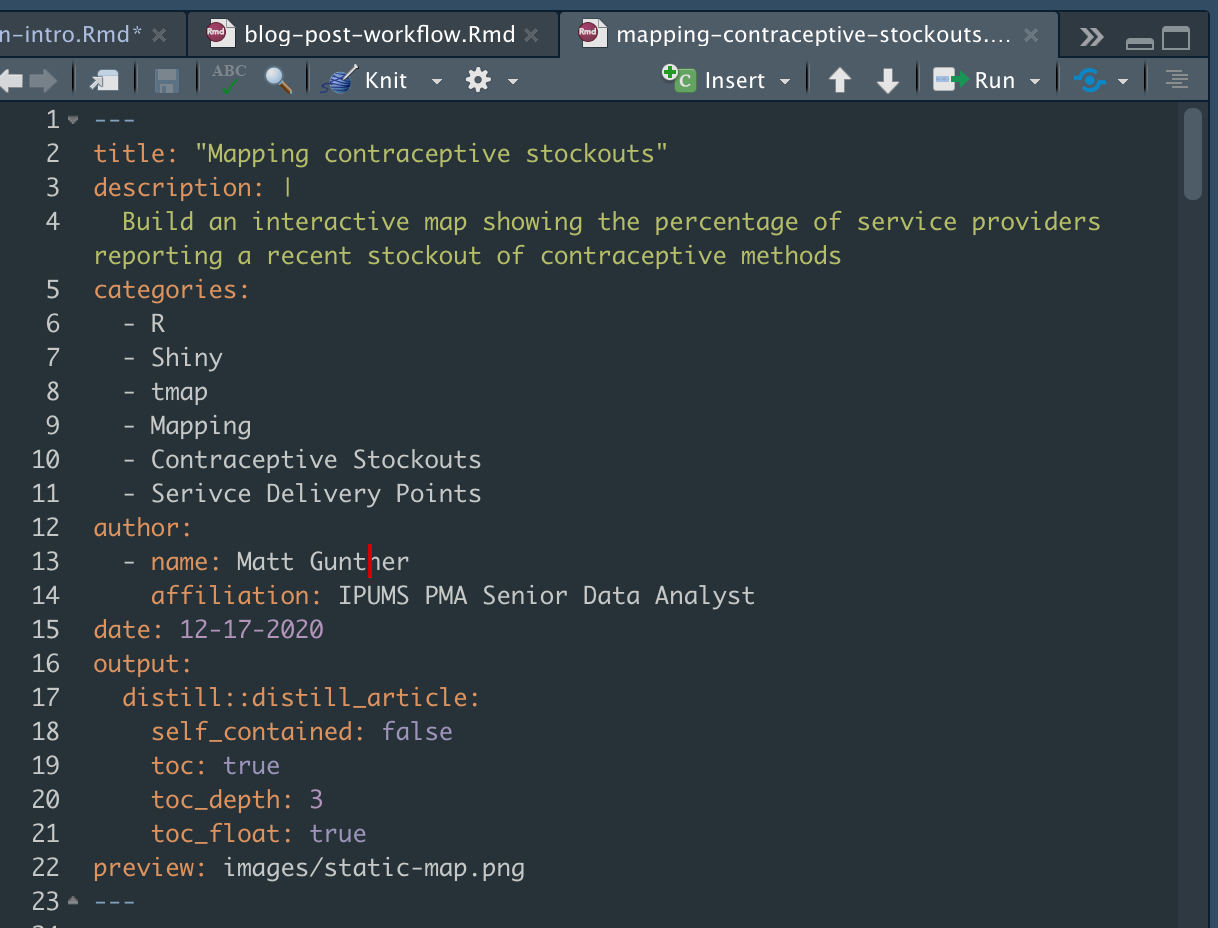 n-intro.Rmd*
Rmd blog-post-workflow.Rmd
Rmd mapping-contraceptive-stockouts....
ABC Knit Insert Run
1 ---
2 title: "Mapping contraceptive stockouts"
3 description: |
4   Build an interactive map showing the percentage of service providers
reporting a recent stockout of contraceptive methods
5 categories:
6   - R
7   - Shiny
8   - tmap
9   - Mapping
10   - Contraceptive Stockouts
11   - Serivce Delivery Points
12 author:
13   - name: Matt Gunther
14     affiliation: IPUMS PMA Senior Data Analyst
15 date: 12-17-2020
16 output:
17   distill::distill_article:
18     self_contained: false
19     toc: true
20     toc_depth: 3
21     toc_float: true
22 preview: images/static-map.png
23 ---